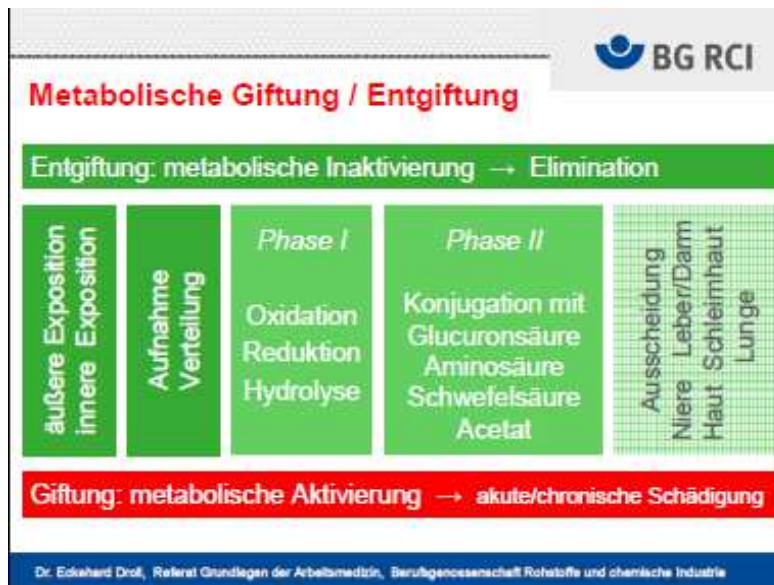 BG RCI
Metabolische Giftung / Entgiftung
Entgiftung: metabolische Inaktivierung → Elimination
äußere Exposition
innere Exposition
Aufnahme
Verteilung
Phase I
Oxidation
Reduktion
Hydrolyse
Phase II
Konjugation mit
Glucuronsäure
Aminosäure
Schwefelsäure
Acetat
Ausscheidung
Niere Leber/Darm
Haut Schleimhaut
Lunge
Giftung: metabolische Aktivierung → akute/chronische Schädigung
Dr. Eckehard Droll, Referat Grundlagen der Arbeitsmedizin, Berufsgenossenschaft Rohstoffe und chemische Industrie